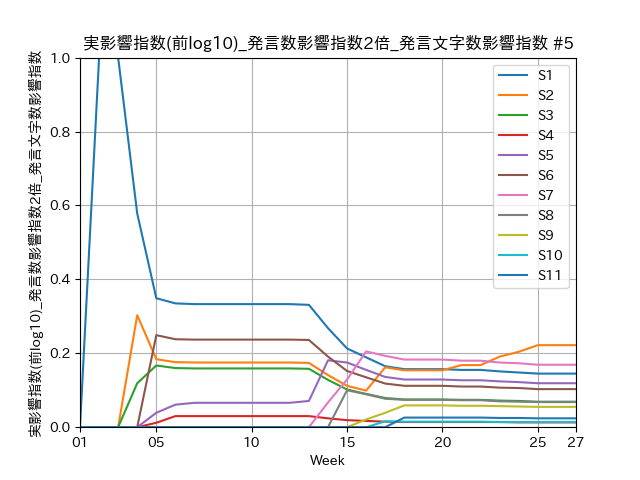 実影響指数(前log10)_発言数影響指数2倍_発言文字数影響指数 #5
実影響指数(前log10)_発言数影響指数2倍_発言文字数影響指数
1.0
0.8
0.6
0.4
0.2
0.0
01
05
10
15
20
25
27
Week
S1
S2
S3
S4
S5
S6
S7
S8
S9
S10
S11